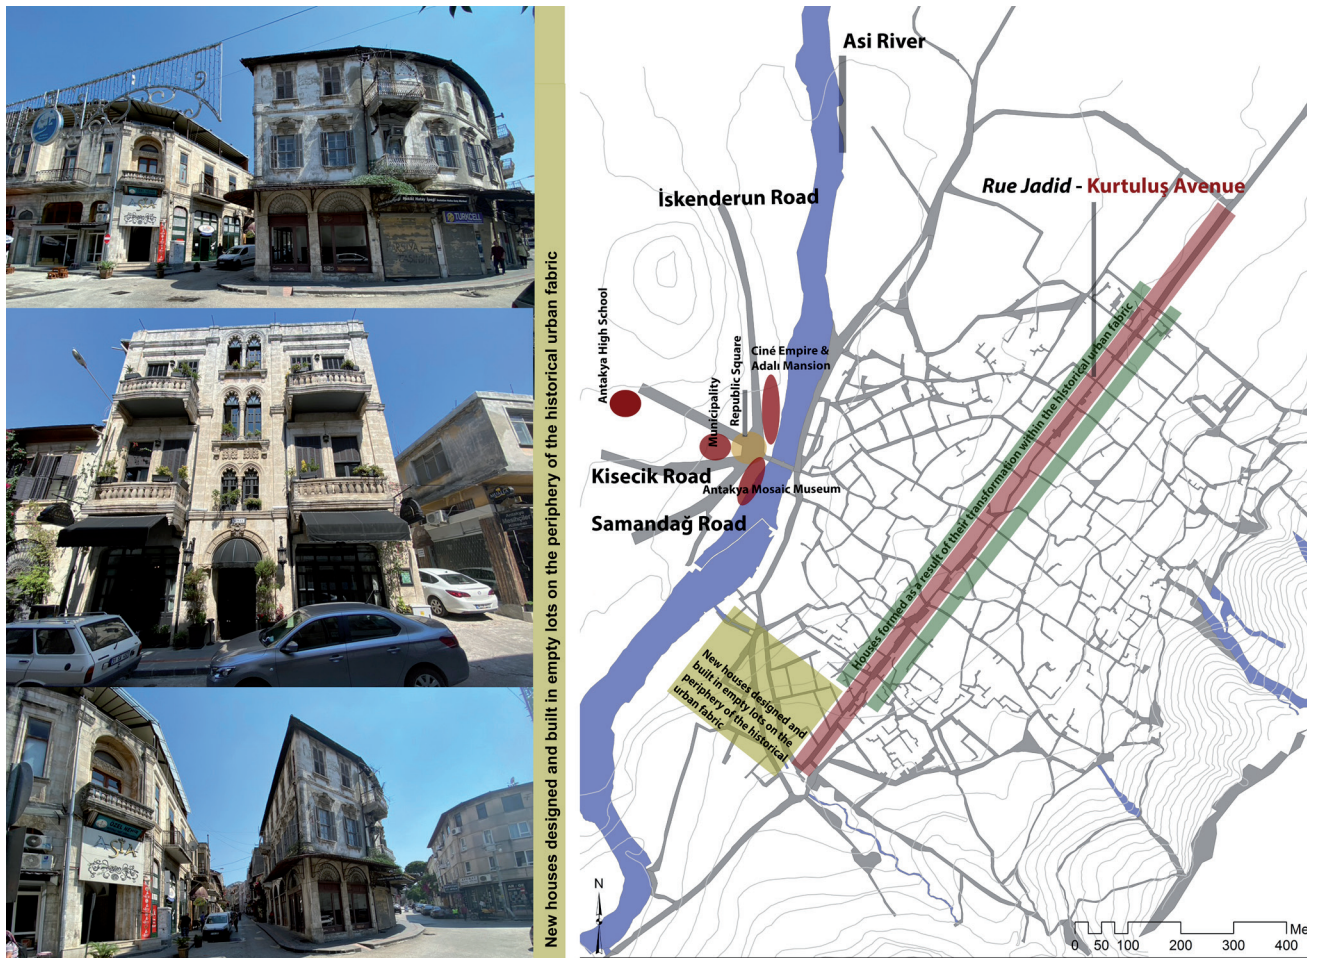 TURKCELL
ASIA
New houses designed and built in empty lots on the periphery of the historical urban fabric
Asi River
Rue Jadid - Kurtuluş Avenue
İskenderun Road
Antakya High School
Municipality
Republic Square
Ciné Empire &
Adalı Mansion
Kisecik Road
Antakya Mosaic Museum
Samandağ Road
Houses formed as a result of their transformation within the historical urban fabric
New houses designed and
built in empty lots on the
periphery of the historical
urban fabric
N
Me
0 50 100 200 300 400